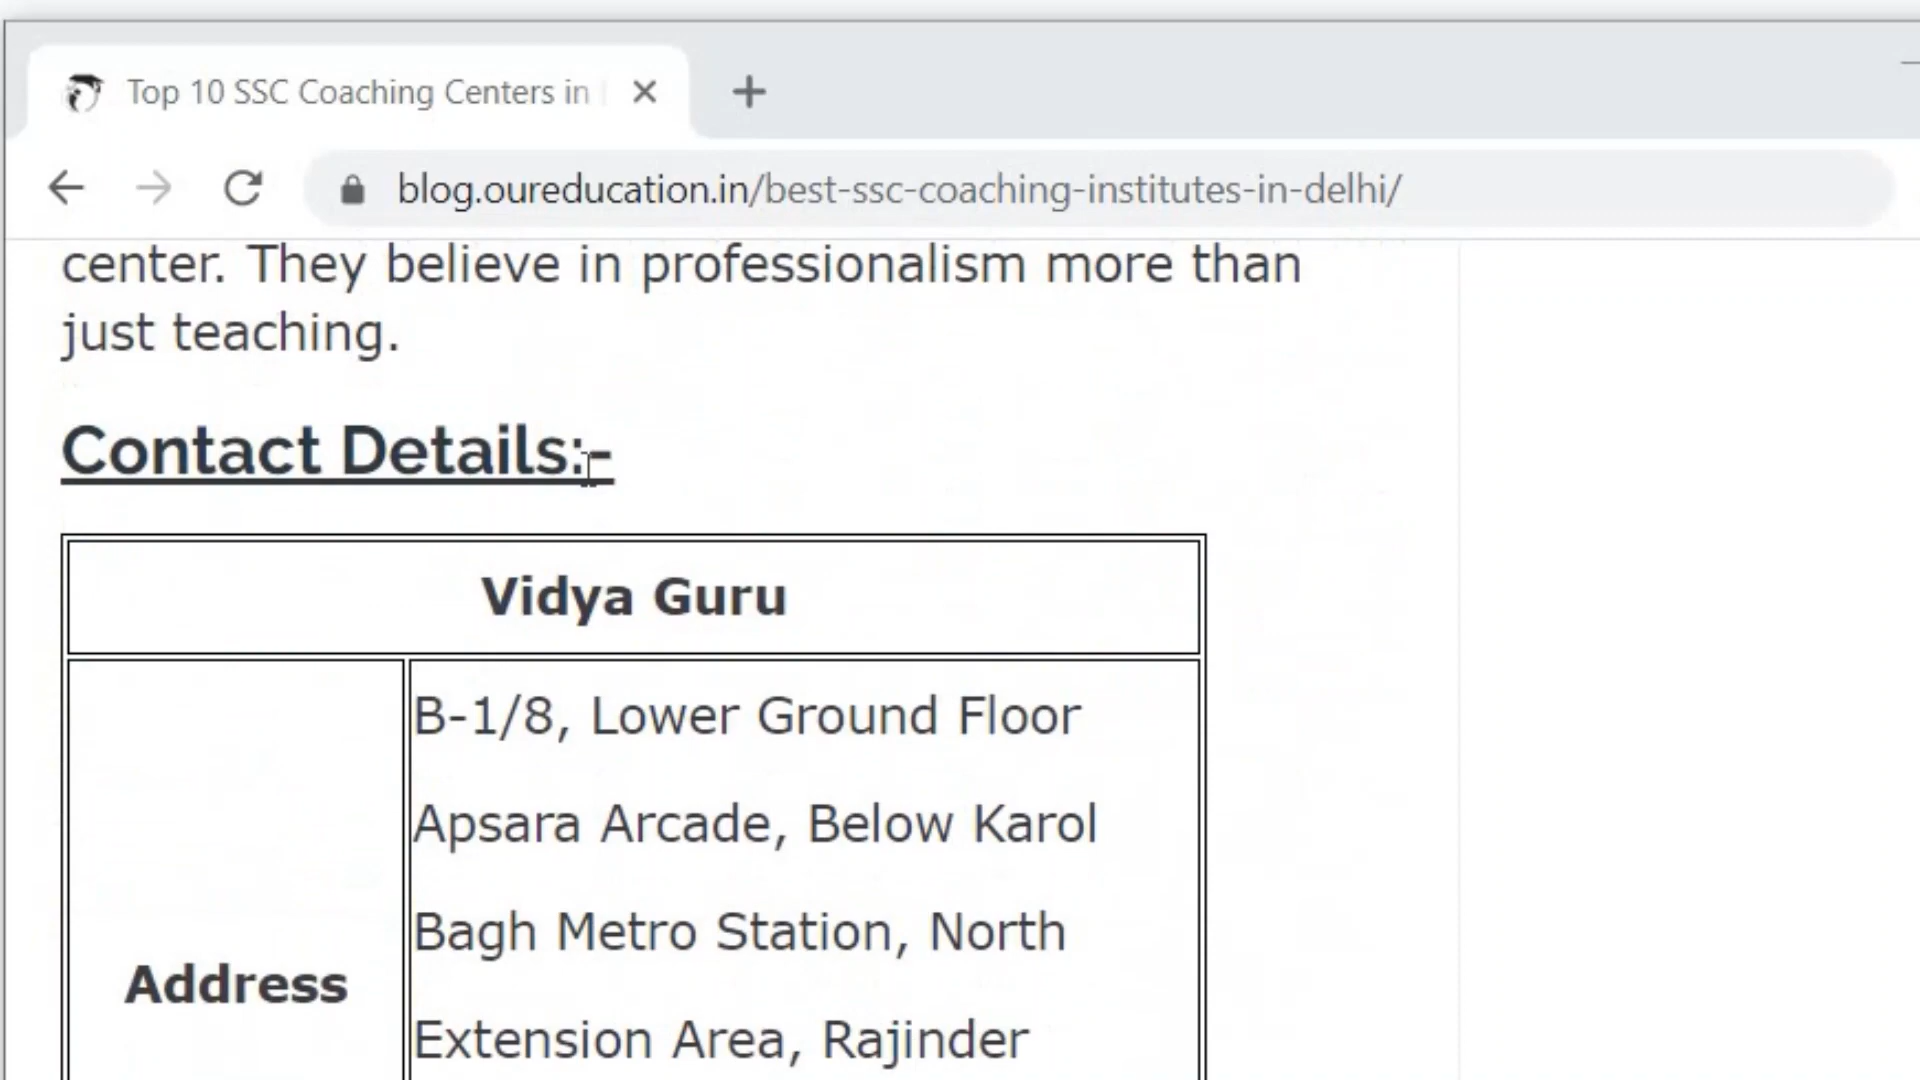 Top 10 SSC Coaching Centers in
blog.oureducation.in/best-ssc-coaching-institutes-in-delhi/
center. They believe in professionalism more than
just teaching.
Contact Details:-
Vidya Guru
B-1/8, Lower Ground Floor
Apsara Arcade, Below Karol
Bagh Metro Station, North
Address
Extension Area, Rajinder